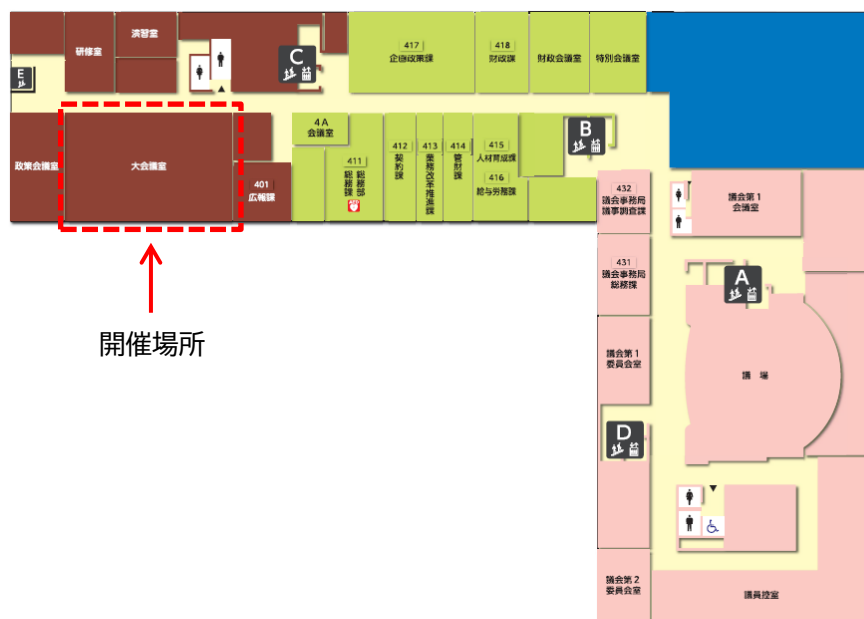 演習室
研修室
C
E
417
企画政策課
418
財政課
財政会議室
特別会議室
4A
会議室
B
政策会議室
大会議室
401
広報課
411
総務部
総務課
412
契約課
413
業務改革推進課
414
管財課
415
人材育成課
416
給与労務課
432
議会事務局
議事調査課
議会第1
会議室
431
議会事務局
総務課
A
開催場所
議会第1
委員会室
議場
D
議会第2
委員会室
議員控室